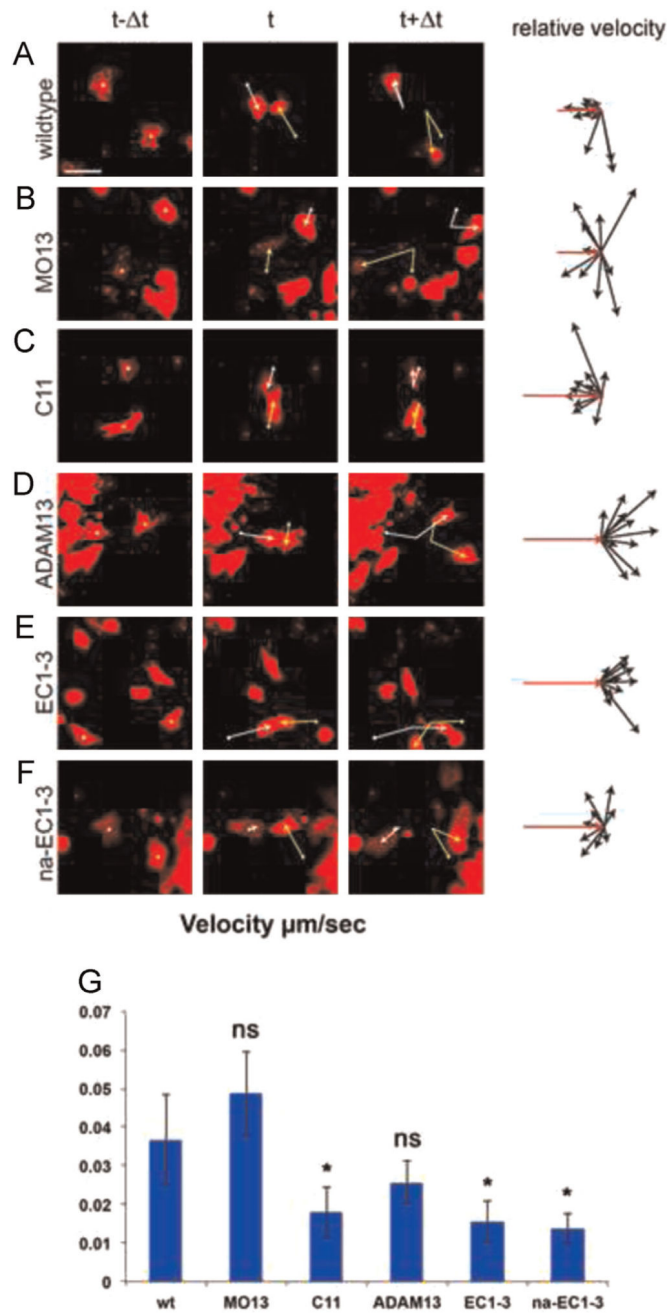 t-Δt t t+Δt relative velocity
A wildtype
B MO13
C C11
D ADAM13
E EC1-3
F na-EC1-3
Velocity µm/sec
G
0.07
0.06
0.05
0.04
0.03
0.02
0.01
0
ns
*
ns
*
*
wt MO13 C11 ADAM13 EC1-3 na-EC1-3